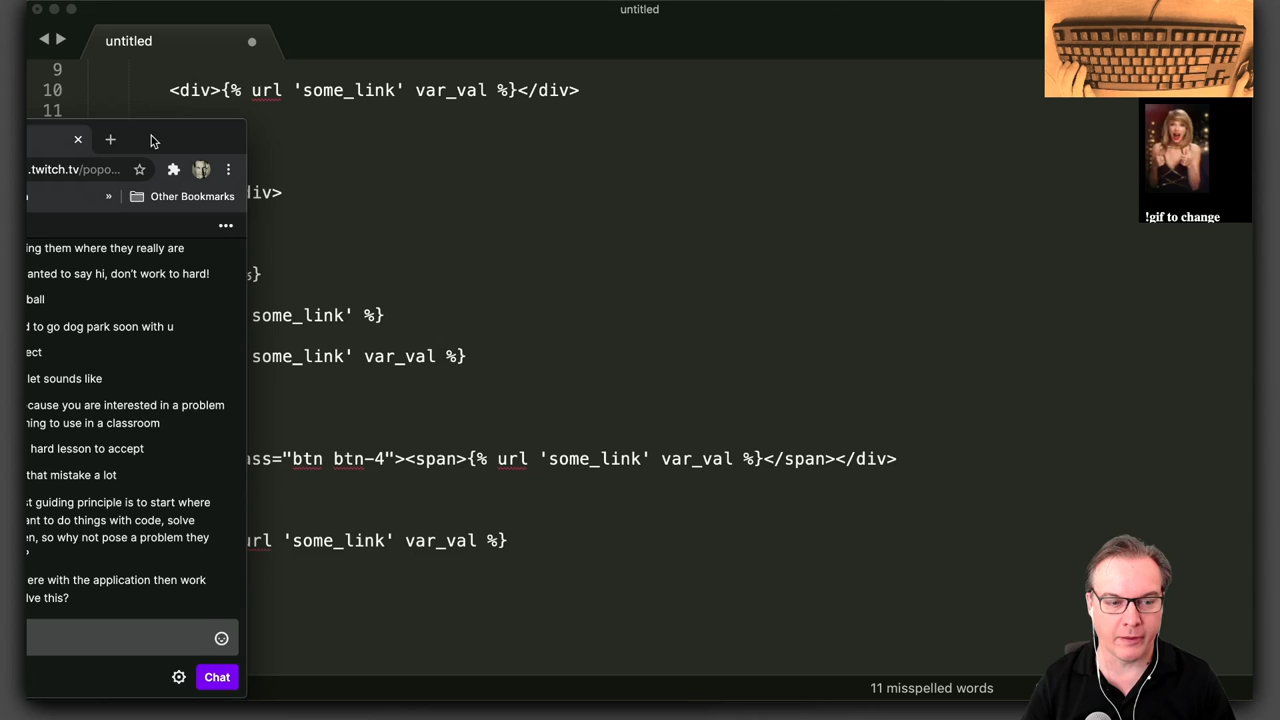 untitled
untitled
9
10 <div>{% url 'some_link' var_val %}</div>
11
.twitch.tv/popo...
» Other Bookmarks
iv>
ing them where they really are
anted to say hi, don't work to hard!
%}
ball
some_link' %}
d to go dog park soon with u
ect
some_link' var_val %}
let sounds like
cause you are interested in a problem
ning to use in a classroom
hard lesson to accept
ass="btn btn-4"><span>{% url 'some_link' var_val %}</span></div>
that mistake a lot
st guiding principle is to start where
ant to do things with code, solve
en, so why not pose a problem they
?
url 'some_link' var_val %}
ere with the application then work
lve this?
Chat
11 misspelled words
!gif to change